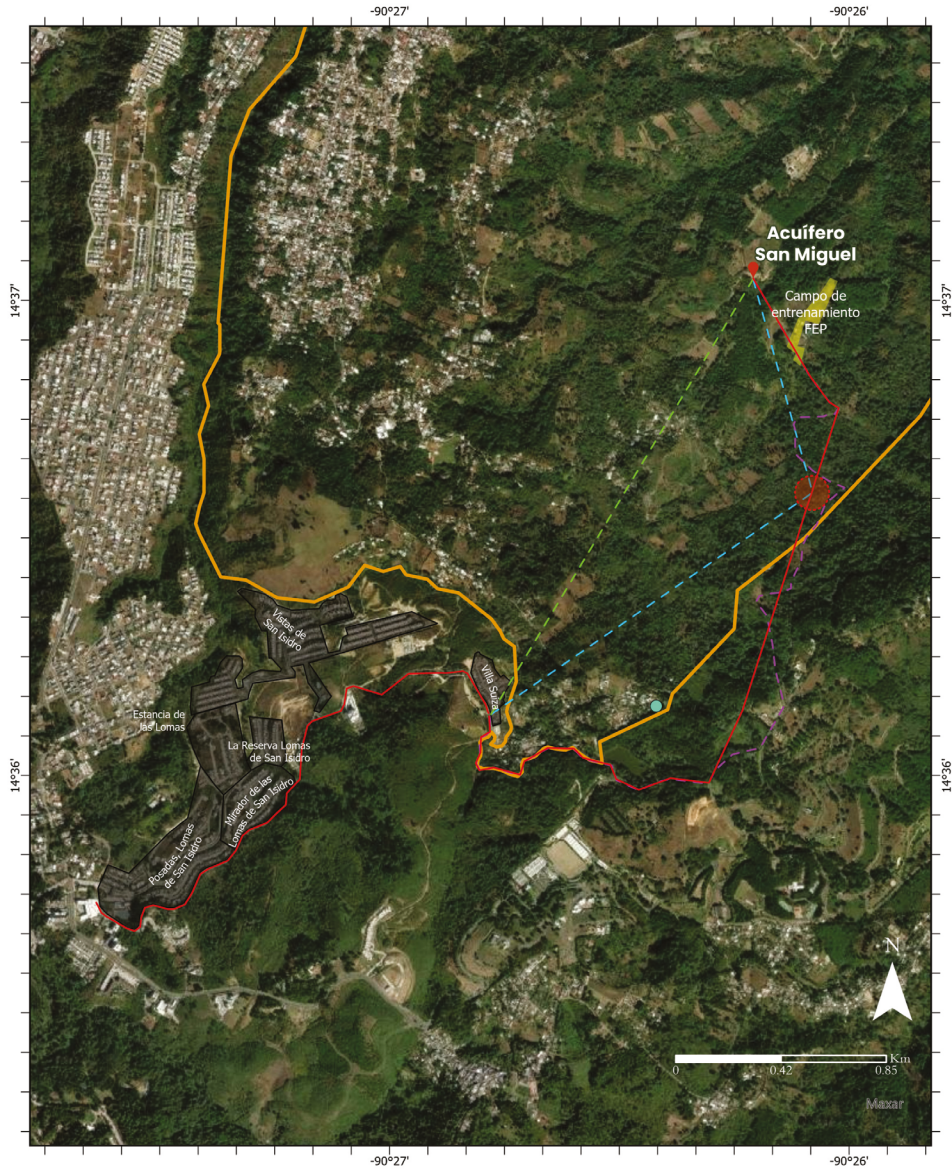 -90°27'
-90°26'
Acuífero
San Miguel
14°37'
14°37'
Campo de
entrenamiento
FEP
Vistas de
San Isidro
Villa Suiza
Estancia de
las Lomas
La Reserva Lomas
de San Isidro
14°36'
14°36'
Mirador de las
Lomas de San Isidro
Posadas, Lomas
de San Isidro
N
Km
0
0.42
0.85
Maxar
-90°27'
-90°26'